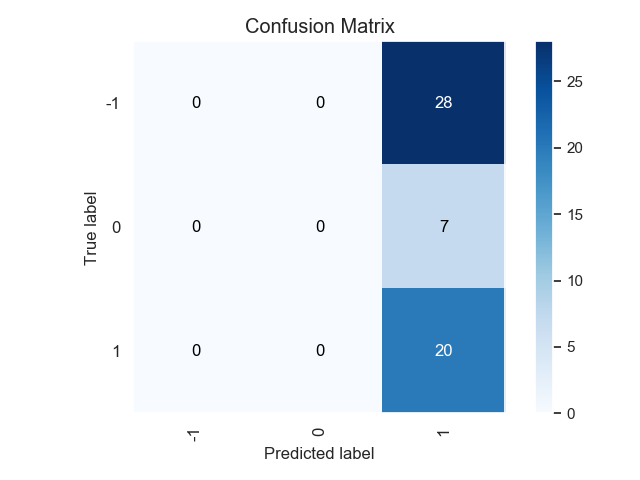 Confusion Matrix
-1 0 0 28 25
20
True label 0 0 0 7 15
10
1 0 0 20 5
0
-1 0 1
Predicted label